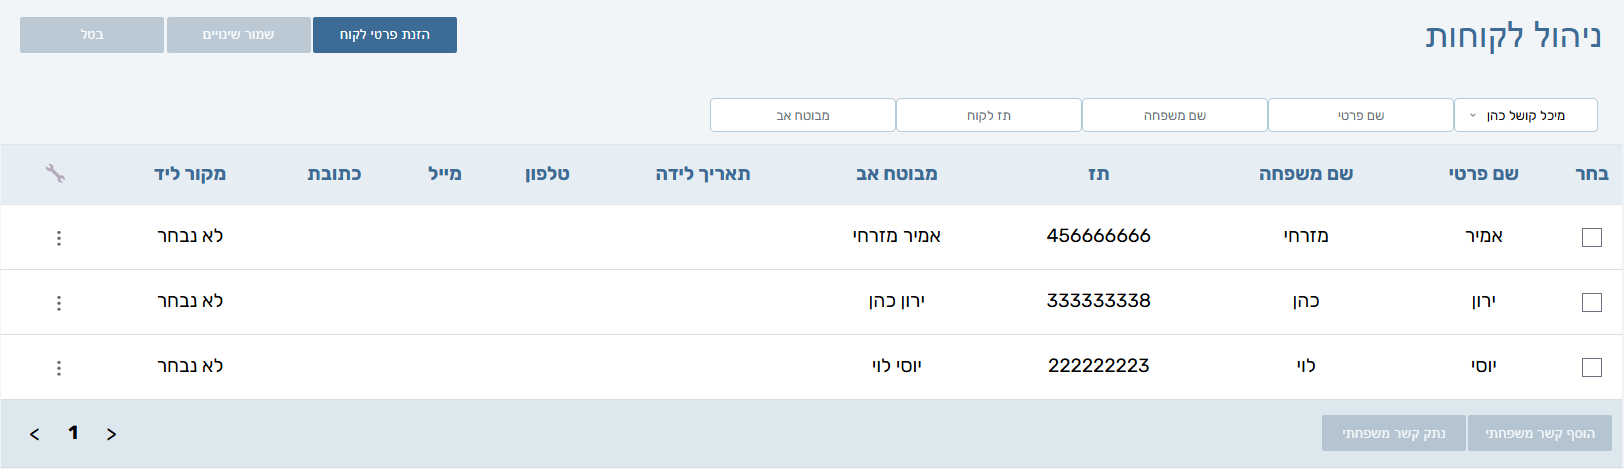 ניהול לקוחות
הזנת פרטי לקוח שמור שינויים בטל
מיכל קושל כהן שם פרטי שם משפחה תז לקוח מבוטח אב
בחר שם פרטי שם משפחה תז מבוטח אב תאריך לידה טלפון מייל כתובת מקור ליד
אמיר מזרחי 456666666 אמיר מזרחי לא נבחר
ירון כהן 333333338 ירון כהן לא נבחר
יוסי לוי 222222223 יוסי לוי לא נבחר
הוסף קשר משפחתי נתק קשר משפחתי < 1 >